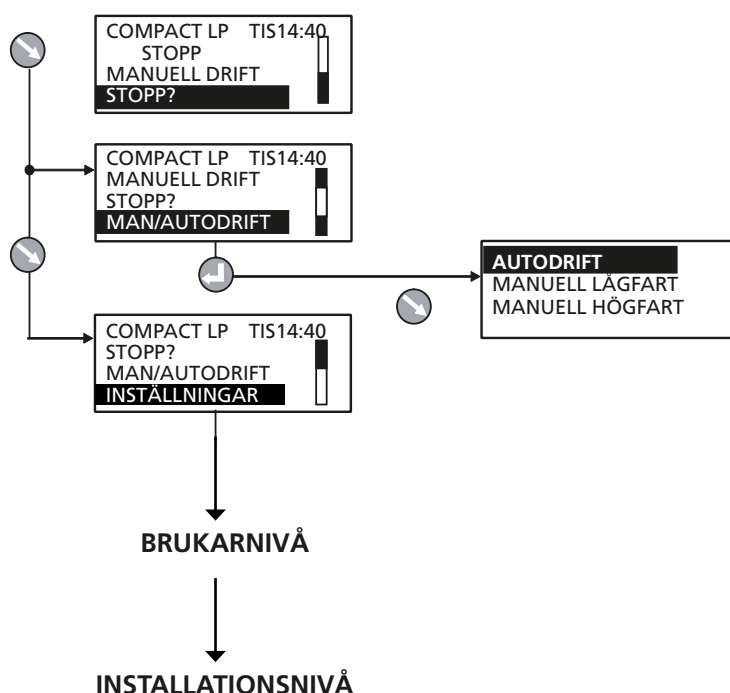 COMPACT LP TIS14:40
STOPP
MANUELL DRIFT
STOPP?
COMPACT LP TIS14:40
MANUELL DRIFT
STOPP?
MAN/AUTODRIFT
AUTODRIFT
MANUELL LÅGFART
MANUELL HÖGFART
COMPACT LP TIS14:40
STOPP?
MAN/AUTODRIFT
INSTÄLLNINGAR
BRUKARNIVÅ
INSTALLATIONSNIVÅ